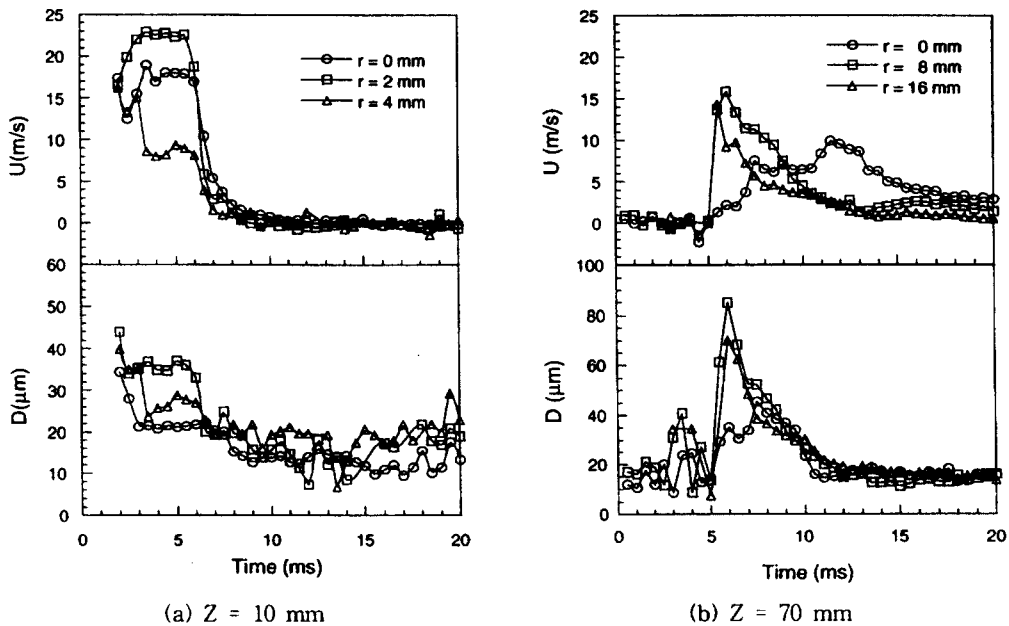 25
20
15
10
5
0
U(m/s)
r = 0 mm
r = 2 mm
r = 4 mm
60
50
40
30
20
10
0
D(μm)
0 5 10 15 20
Time (ms)
(a) Z = 10 mm
25
20
15
10
5
0
U (m/s)
r = 0 mm
r = 8 mm
r = 16 mm
100
80
60
40
20
0
D (μm)
0 5 10 15 20
Time (ms)
(b) Z = 70 mm